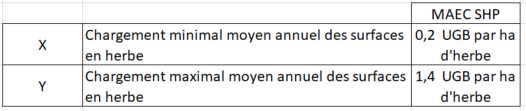 MAEC SHP
X Chargement minimal moyen annuel des surfaces 0,2 UGB par ha
en herbe d'herbe
Y Chargement maximal moyen annuel des surfaces 1,4 UGB par ha
en herbe d'herbe